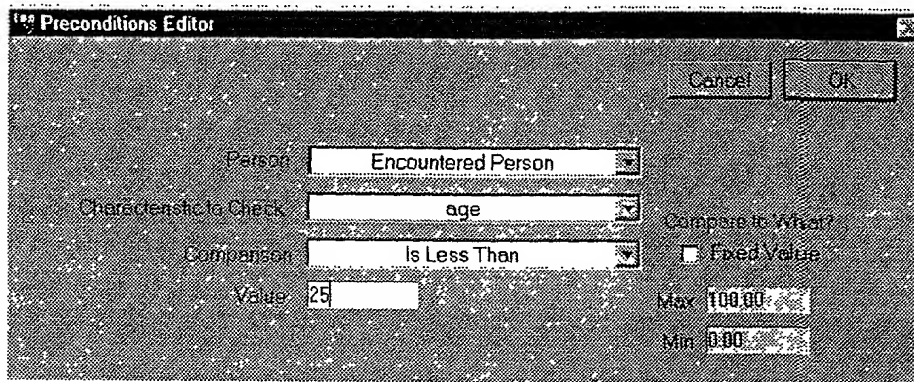 Preconditions Editor
Cancel OK
Person Encountered Person
Characteristic to Check age
Compare to What?
Comparison Is Less Than Fixed Value
Value 25
Max 100.00
Min 0.00